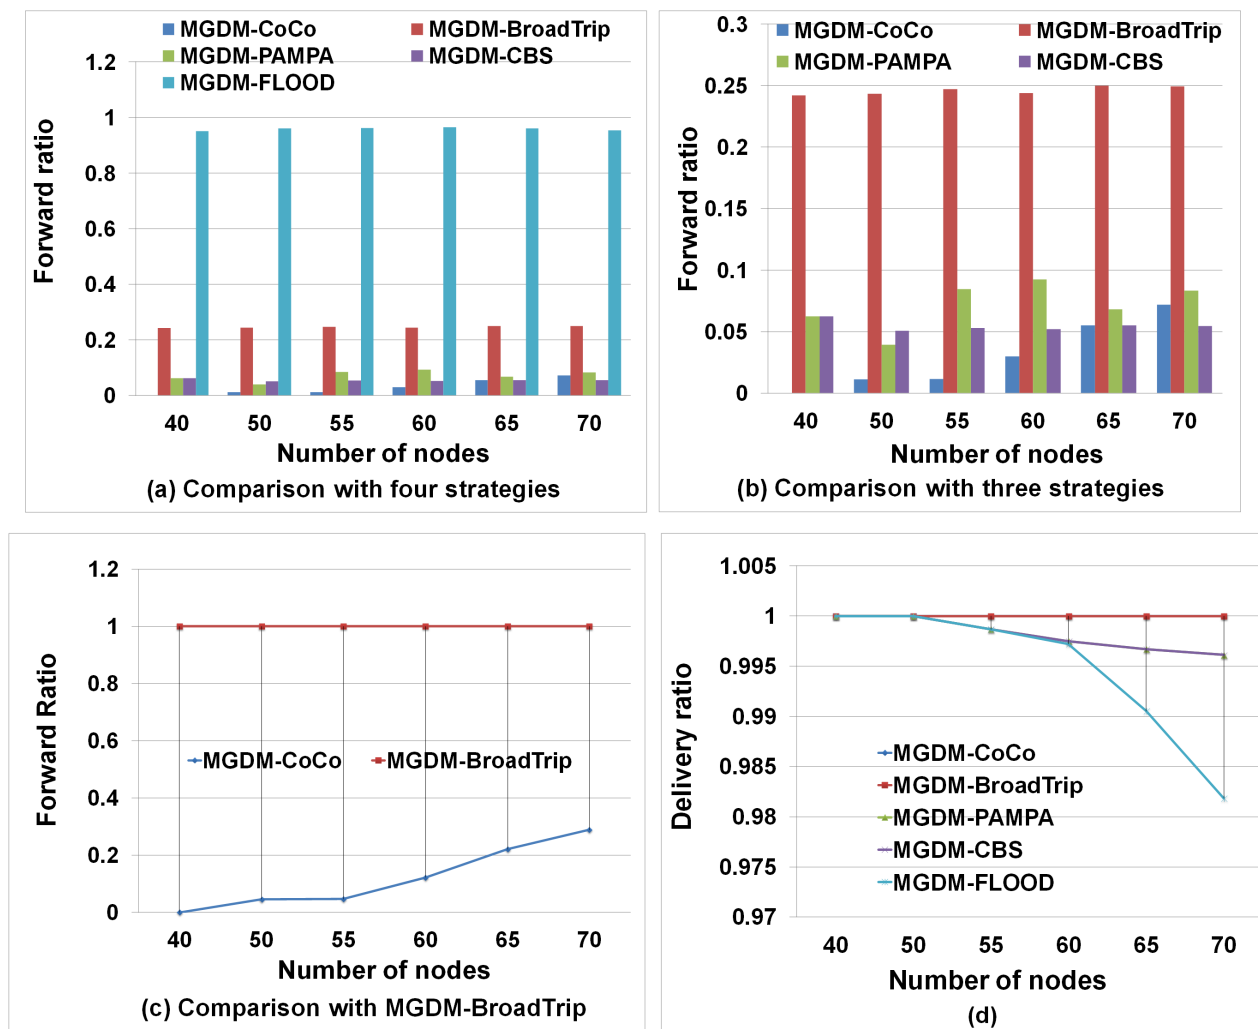 MGDM-CoCo
MGDM-BroadTrip
MGDM-PAMPA
MGDM-CBS
MGDM-FLOOD
1.2
1
0.8
0.6
0.4
0.2
0
Forward ratio
40 50 55 60 65 70
Number of nodes
(a) Comparison with four strategies
MGDM-CoCo
MGDM-BroadTrip
MGDM-PAMPA
MGDM-CBS
0.3
0.25
0.2
0.15
0.1
0.05
0
Forward ratio
40 50 55 60 65 70
Number of nodes
(b) Comparison with three strategies
1.2
1
0.8
0.6
0.4
0.2
0
Forward Ratio
MGDM-CoCo
MGDM-BroadTrip
40 50 55 60 65 70
Number of nodes
(c) Comparison with MGDM-BroadTrip
1.005
1
0.995
0.99
0.985
0.98
0.975
0.97
Delivery ratio
MGDM-CoCo
MGDM-BroadTrip
MGDM-PAMPA
MGDM-CBS
MGDM-FLOOD
40 50 55 60 65 70
Number of nodes
(d)